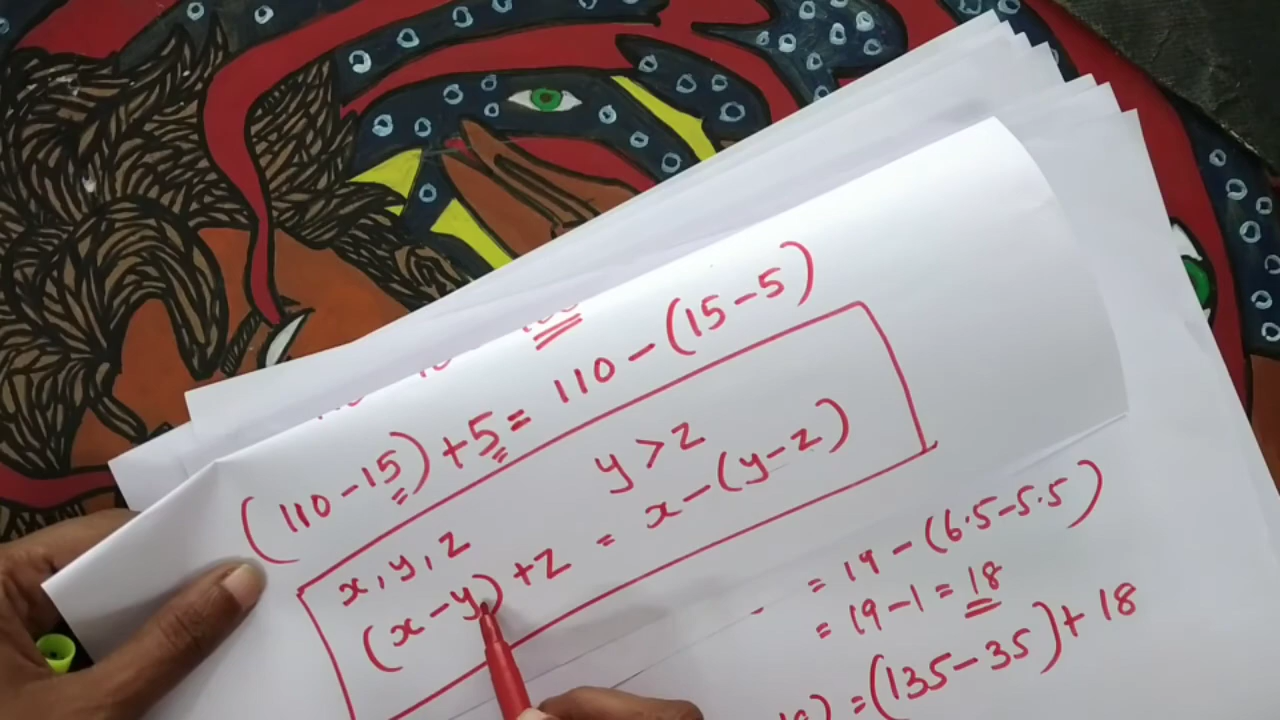 (110-15)+5 = 110-(15-5)
x, y, z y > z
(x-y)+z = x-(y-z)
= 19-(6.5-5.5)
= 19-1 = 18
) = (135-35)+18